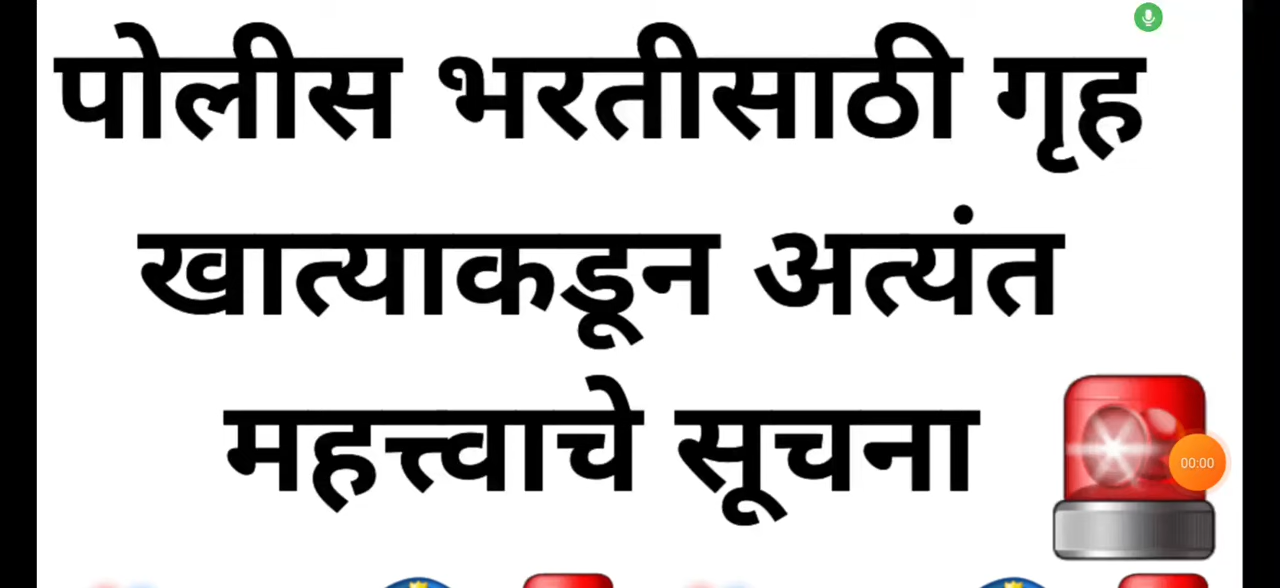 पोलीस भरतीसाठी गृह
खात्याकडून अत्यंत
महत्त्वाचे सूचना
00:00